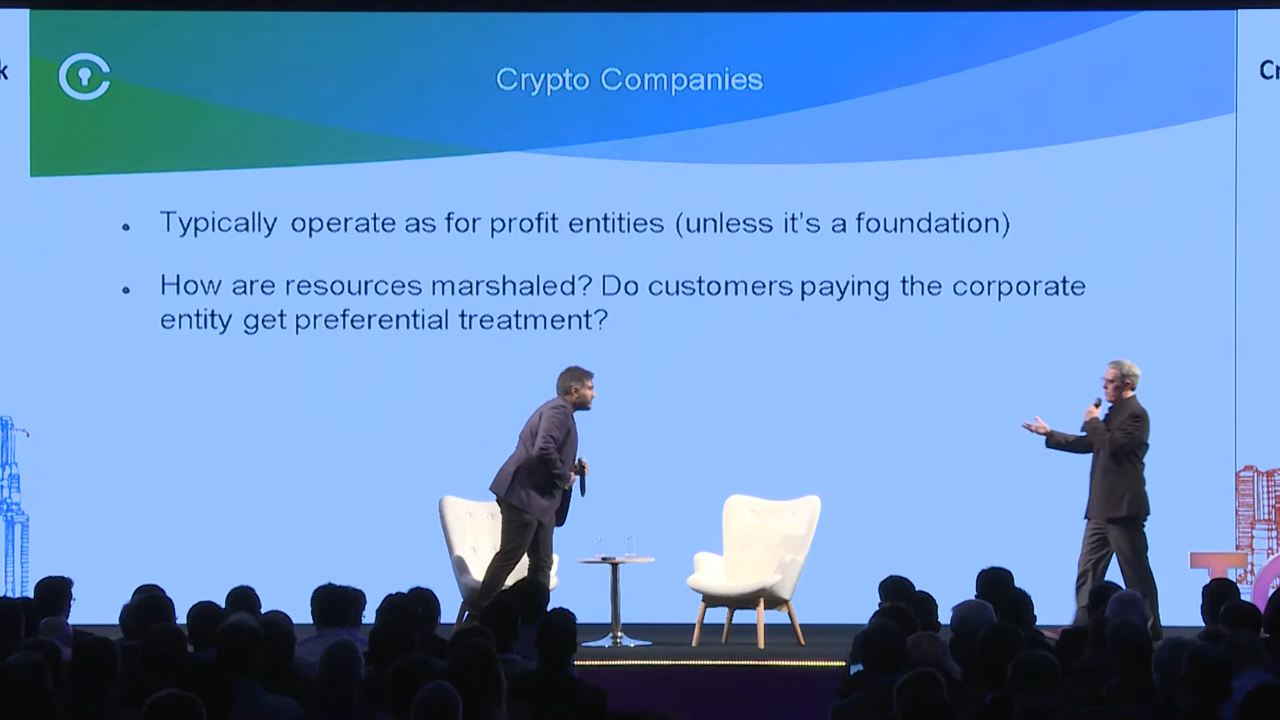 Crypto Companies
Typically operate as for profit entities (unless it's a foundation)
How are resources marshaled? Do customers paying the corporate
entity get preferential treatment?